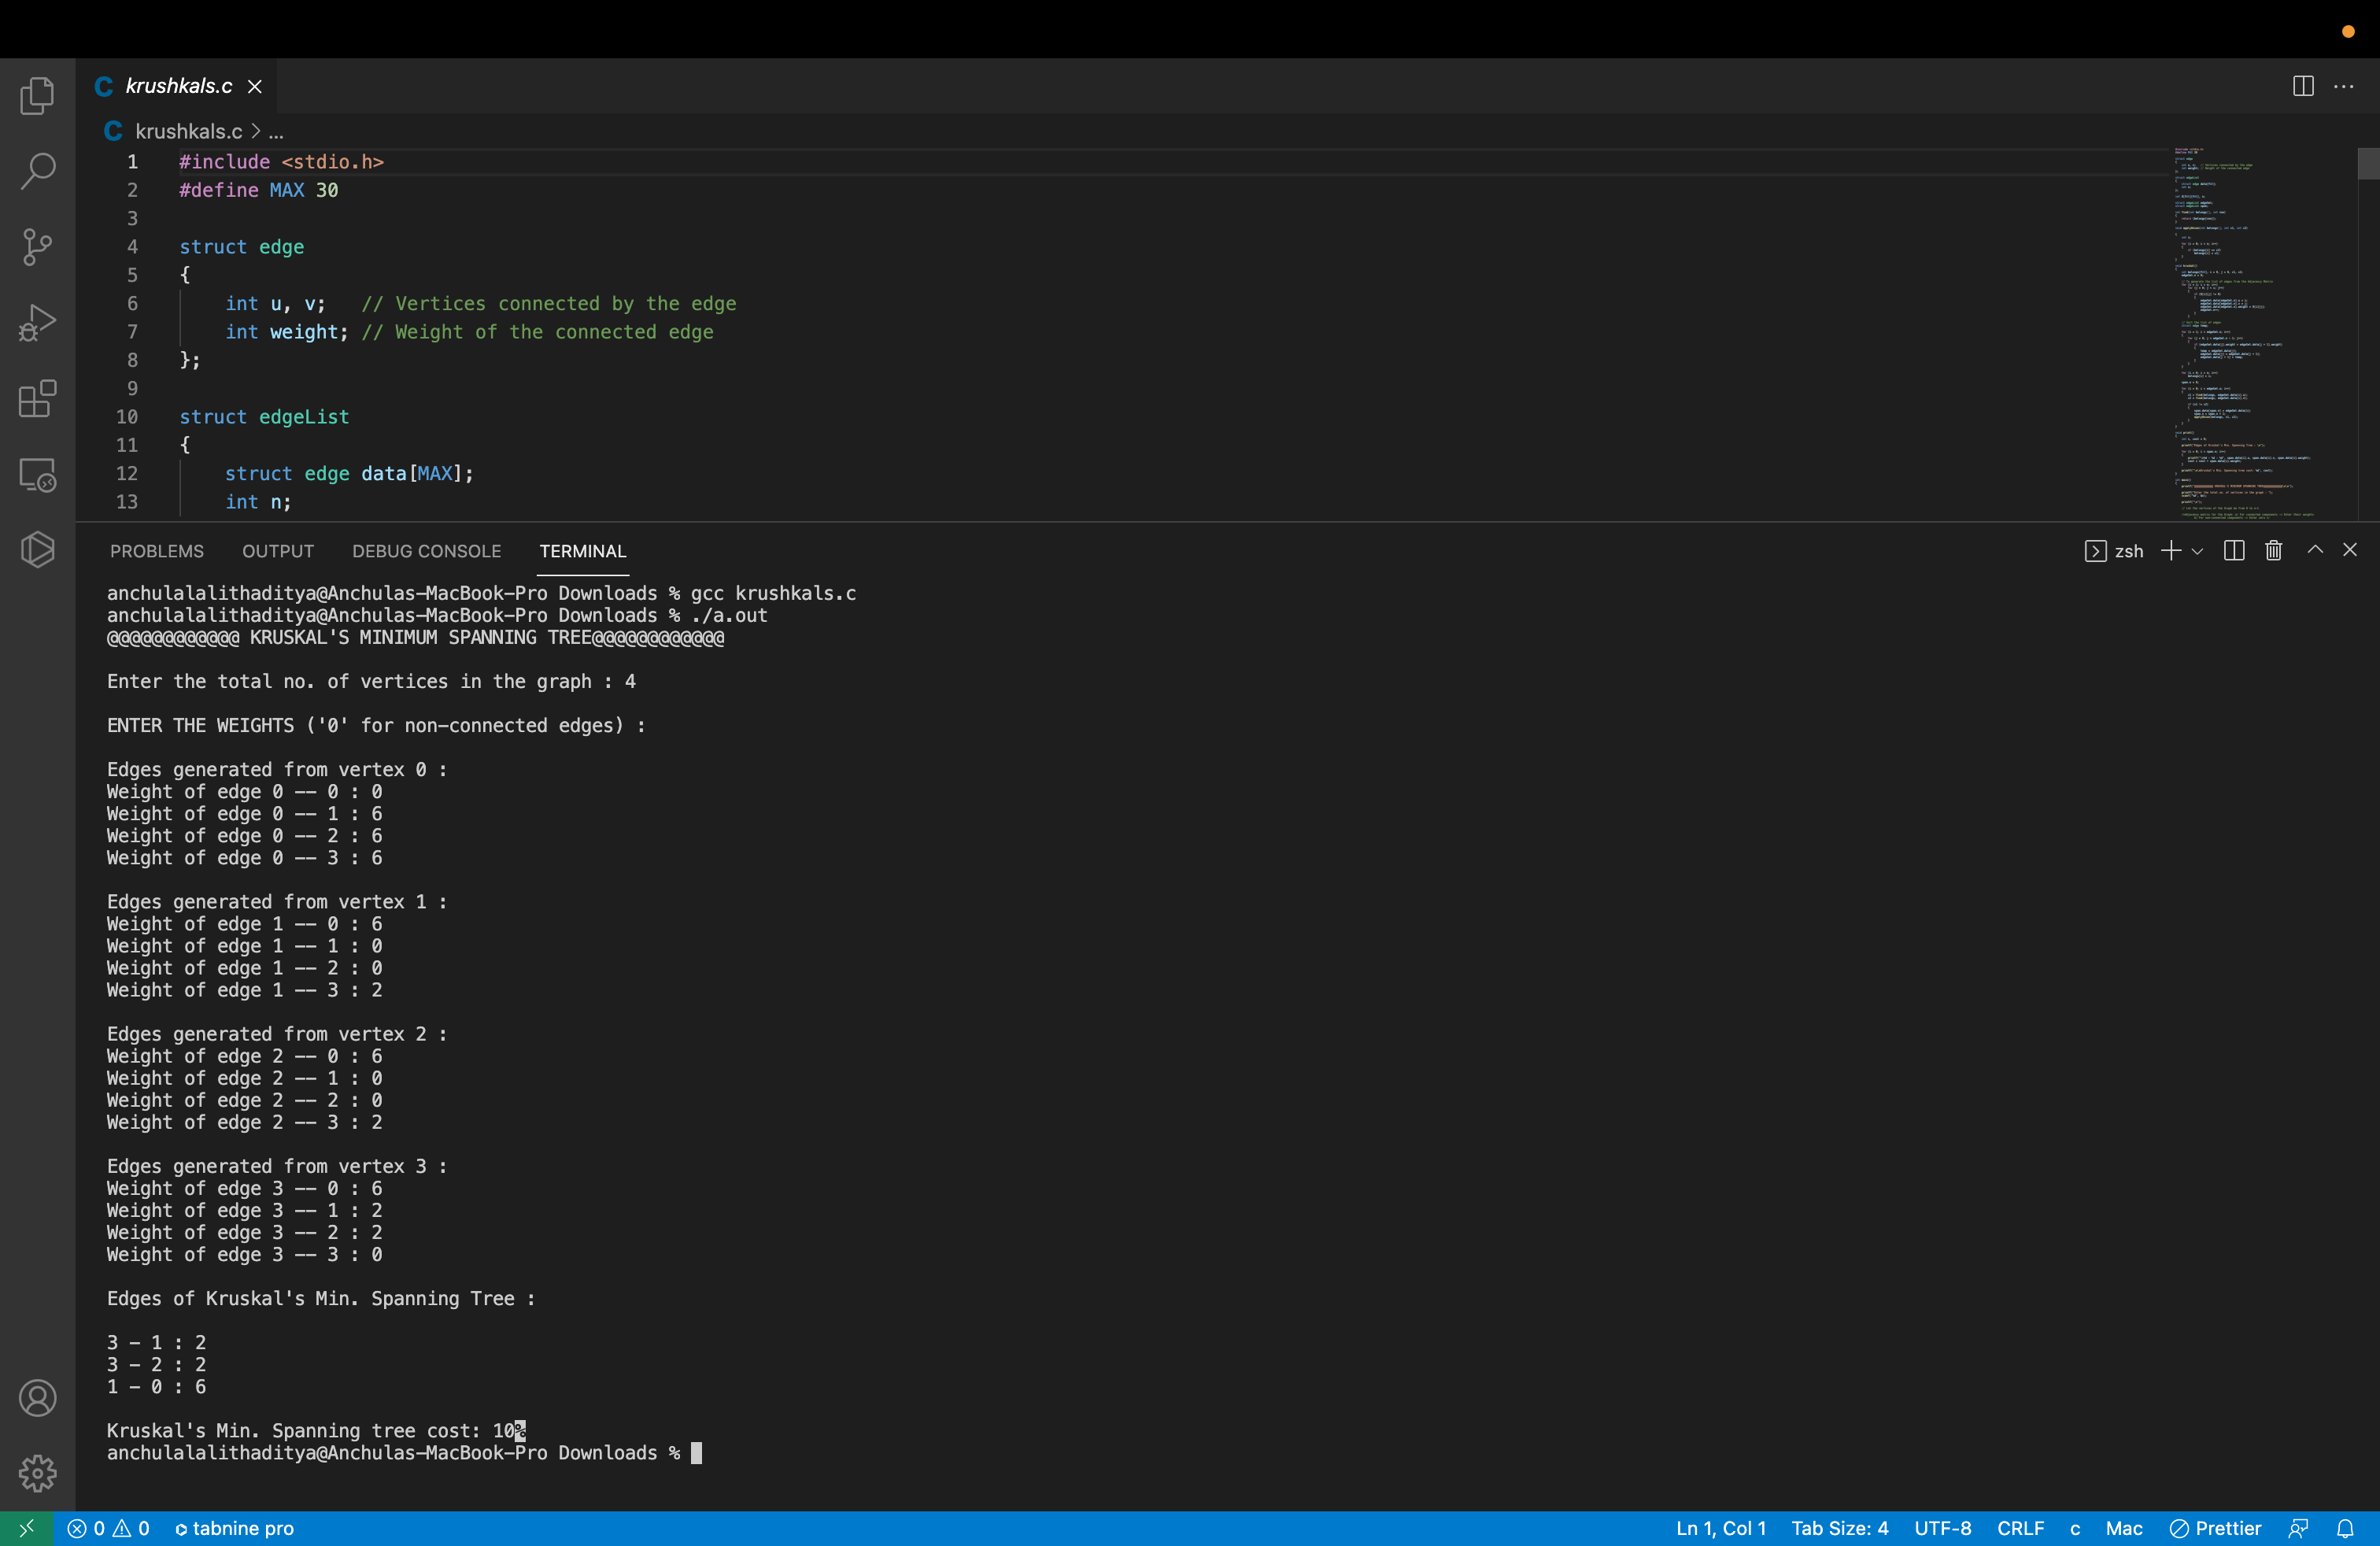 krushkals.c
krushkals.c > ...
1 #include <stdio.h>
2 #define MAX 30
3
4 struct edge
5 {
6 int u, v; // Vertices connected by the edge
7 int weight; // Weight of the connected edge
8 };
9
10 struct edgeList
11 {
12 struct edge data[MAX];
13 int n;
PROBLEMS OUTPUT DEBUG CONSOLE TERMINAL zsh
anchulalalithaditya@Anchulas-MacBook-Pro Downloads % gcc krushkals.c
anchulalalithaditya@Anchulas-MacBook-Pro Downloads % ./a.out
@@@@@@@@@@@@ KRUSKAL'S MINIMUM SPANNING TREE@@@@@@@@@@@@
Enter the total no. of vertices in the graph : 4
ENTER THE WEIGHTS ('0' for non-connected edges) :
Edges generated from vertex 0 :
Weight of edge 0 -- 0 : 0
Weight of edge 0 -- 1 : 6
Weight of edge 0 -- 2 : 6
Weight of edge 0 -- 3 : 6
Edges generated from vertex 1 :
Weight of edge 1 -- 0 : 6
Weight of edge 1 -- 1 : 0
Weight of edge 1 -- 2 : 0
Weight of edge 1 -- 3 : 2
Edges generated from vertex 2 :
Weight of edge 2 -- 0 : 6
Weight of edge 2 -- 1 : 0
Weight of edge 2 -- 2 : 0
Weight of edge 2 -- 3 : 2
Edges generated from vertex 3 :
Weight of edge 3 -- 0 : 6
Weight of edge 3 -- 1 : 2
Weight of edge 3 -- 2 : 2
Weight of edge 3 -- 3 : 0
Edges of Kruskal's Min. Spanning Tree :
3 - 1 : 2
3 - 2 : 2
1 - 0 : 6
Kruskal's Min. Spanning tree cost: 10%
anchulalalithaditya@Anchulas-MacBook-Pro Downloads %
0 0 tabnine pro Ln 1, Col 1 Tab Size: 4 UTF-8 CRLF c Mac Prettier